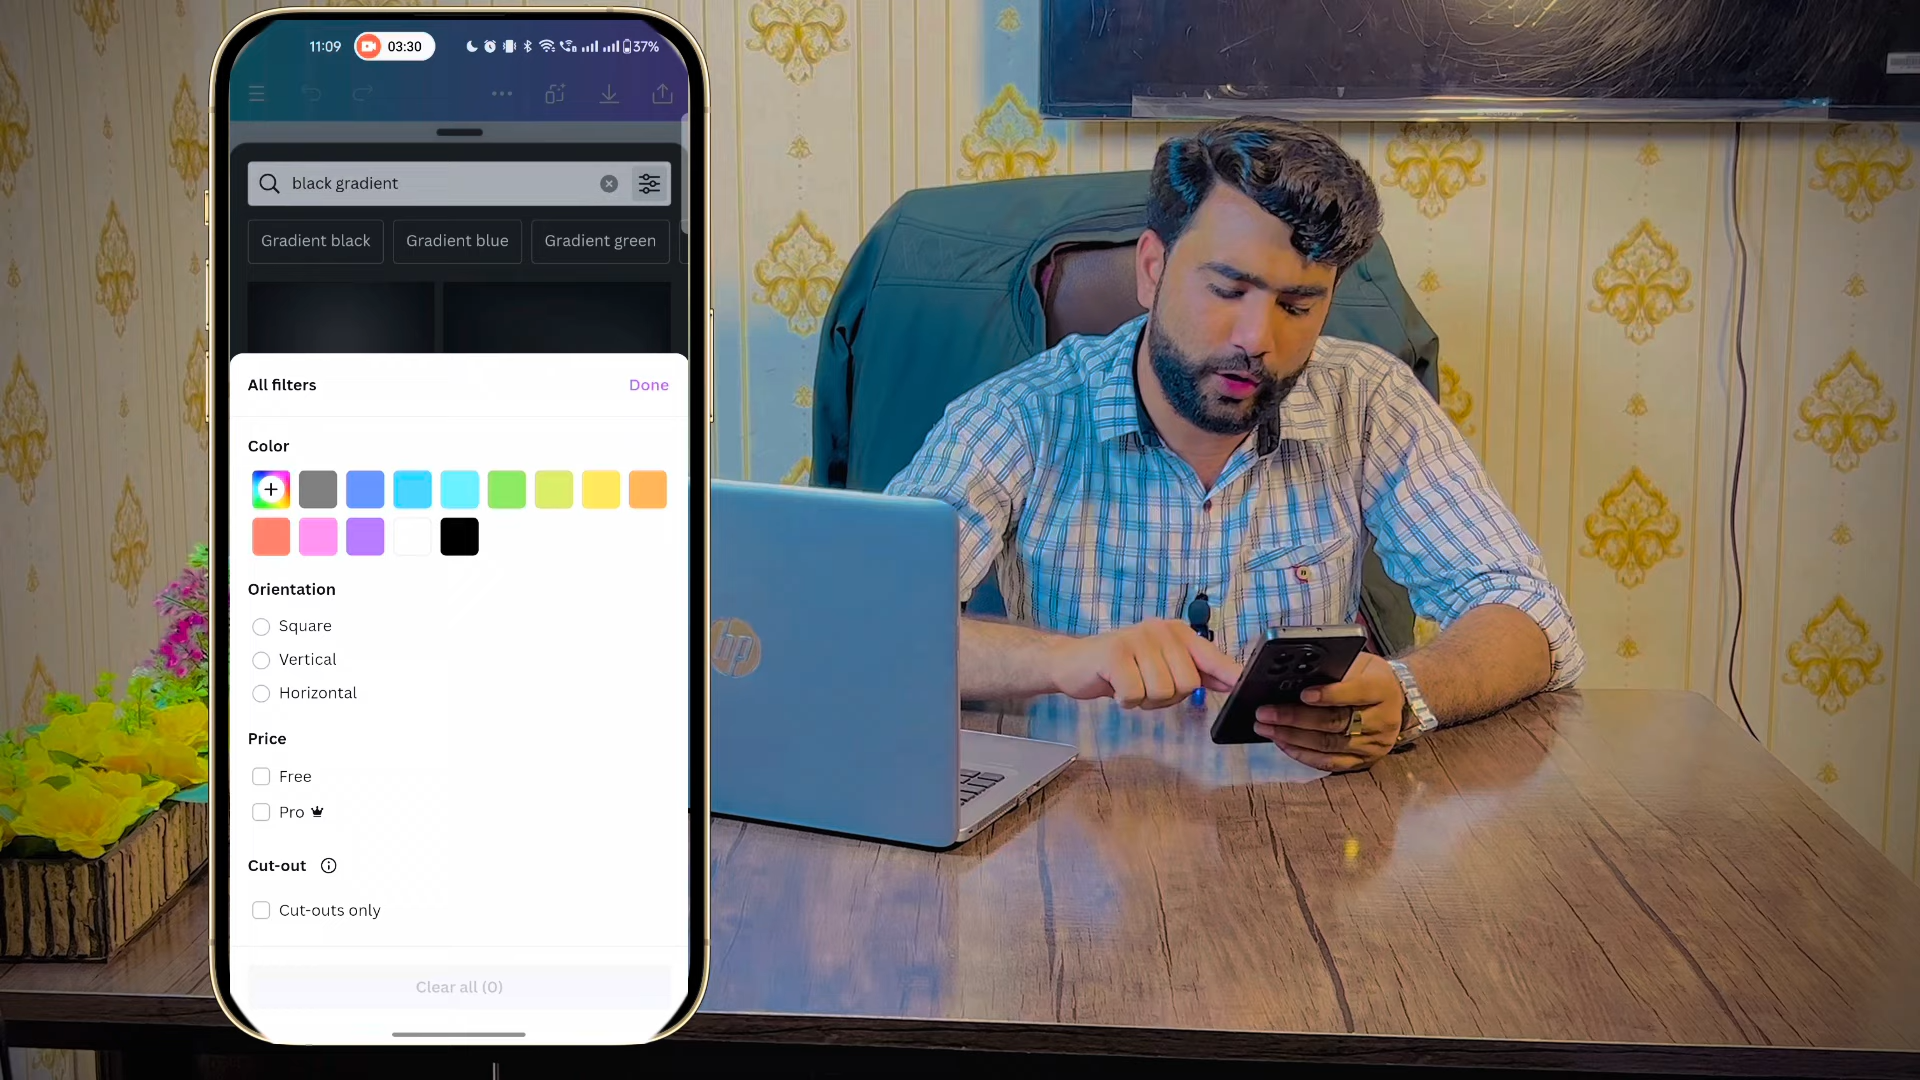 11:09 03:30 37%
black gradient
Gradient black Gradient blue Gradient green
All filters Done
Color
Orientation
Square
Vertical
Horizontal
Price
Free
Pro
Cut-out
Cut-outs only
Clear all (0)
hp